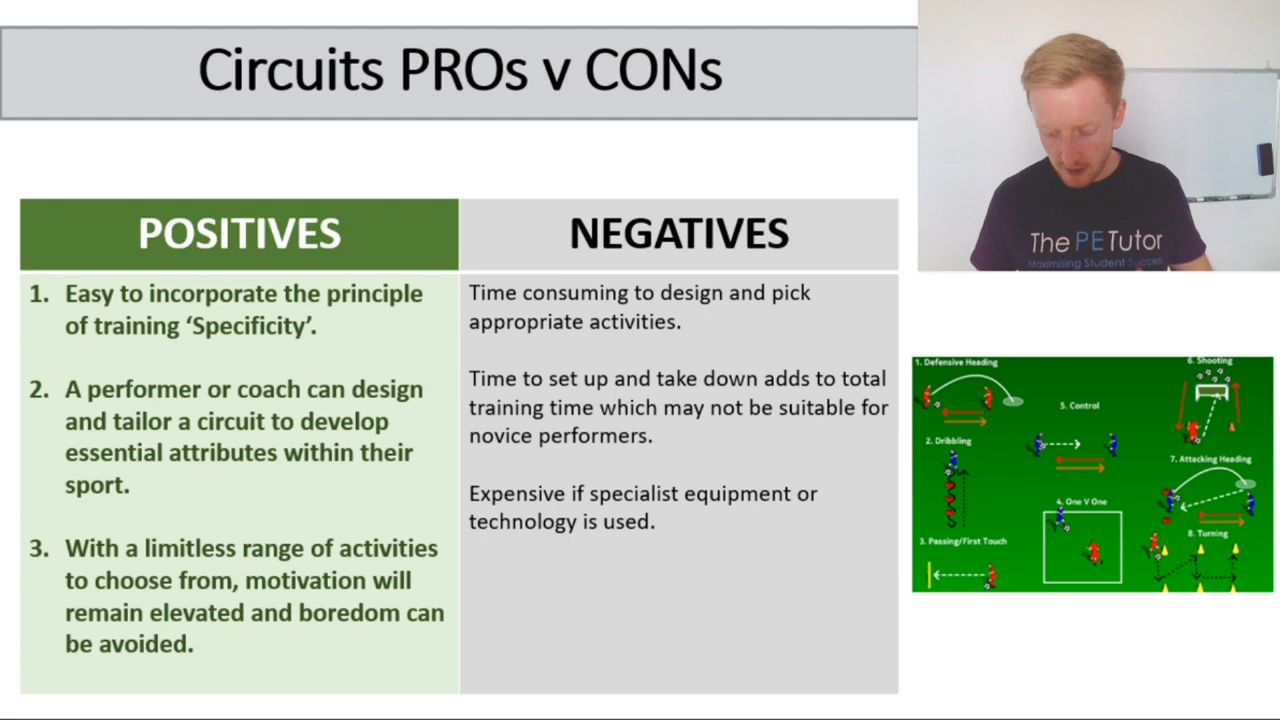 Circuits PROs v CONs
POSITIVES
NEGATIVES
1. Easy to incorporate the principle
of training ‘Specificity’.
2. A performer or coach can design
and tailor a circuit to develop
essential attributes within their
sport.
3. With a limitless range of activities
to choose from, motivation will
remain elevated and boredom can
be avoided.
Time consuming to design and pick
appropriate activities.
Time to set up and take down adds to total
training time which may not be suitable for
novice performers.
Expensive if specialist equipment or
technology is used.
The PE Tutor
Maximising Student Success
1. Defensive Heading
6. Shooting
5. Control
2. Dribbling
7. Attacking Heading
4. One V One
3. Passing/First Touch
8. Turning